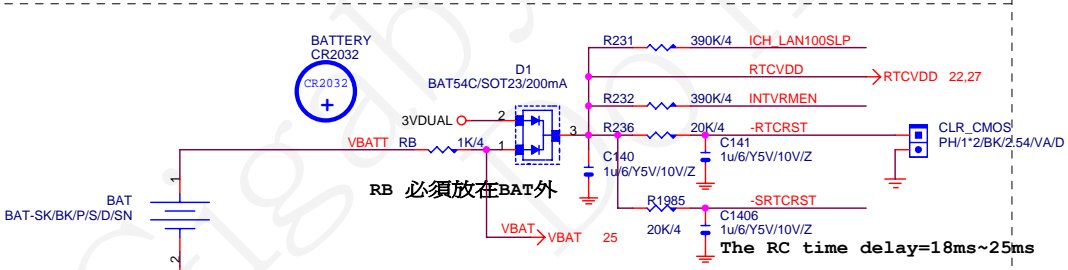 BATTERY
CR2032
CR2032
+
D1
BAT54C/SOT23/200mA
R231 390K/4 ICH_LAN100SLP
RTCVDD RTCVDD 22,27
R232 390K/4 INTVRMEN
3VDUAL 2
3
R236 20K/4 -RTCRST
CLR_CMOS
PH/1*2/BK/2.54/VA/D
VBATT RB 1K/4 1
C140
1u/6/Y5V/10V/Z
C141
1u/6/Y5V/10V/Z
RB 必須放在BAT外
1
BAT
BAT-SK/BK/P/S/D/SN
2
R1985 -SRTCRST
20K/4
C1406
1u/6/Y5V/10V/Z
VBAT VBAT 25
The RC time delay=18ms~25ms